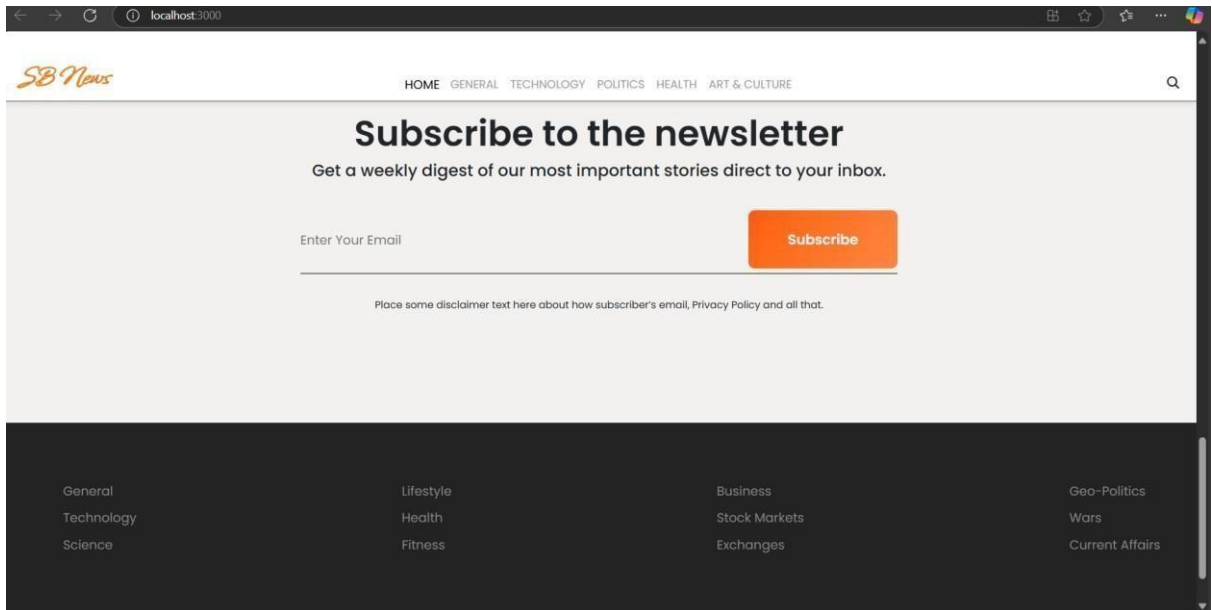 localhost:3000
SB News
HOME GENERAL TECHNOLOGY POLITICS HEALTH ART & CULTURE
Subscribe to the newsletter
Get a weekly digest of our most important stories direct to your inbox.
Enter Your Email
Subscribe
Place some disclaimer text here about how subscriber's email, Privacy Policy and all that.
General Lifestyle Business Geo-Politics
Technology Health Stock Markets Wars
Science Fitness Exchanges Current Affairs